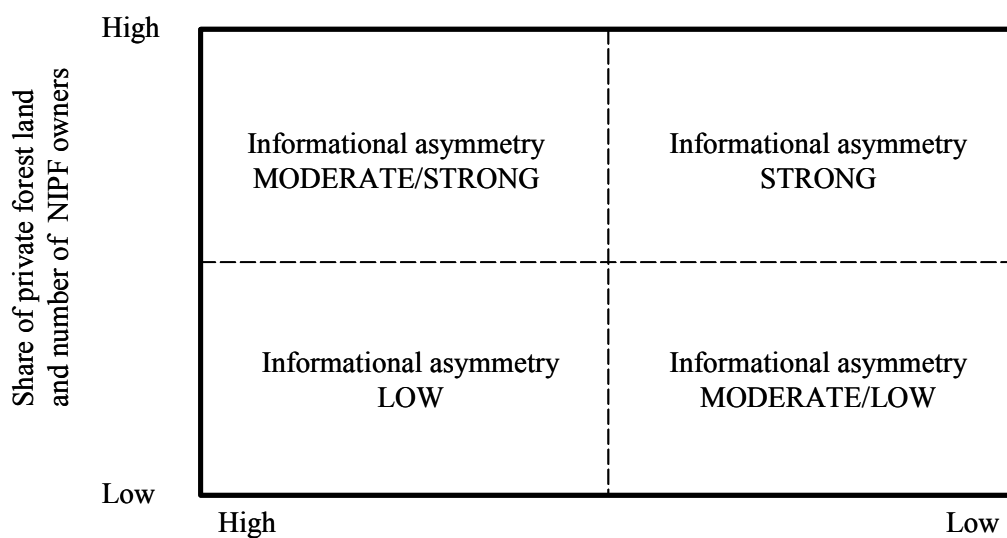 High
Share of private forest land
and number of NIPF owners
Informational asymmetry
MODERATE/STRONG
Informational asymmetry
STRONG
Informational asymmetry
LOW
Informational asymmetry
MODERATE/LOW
Low
High
Low